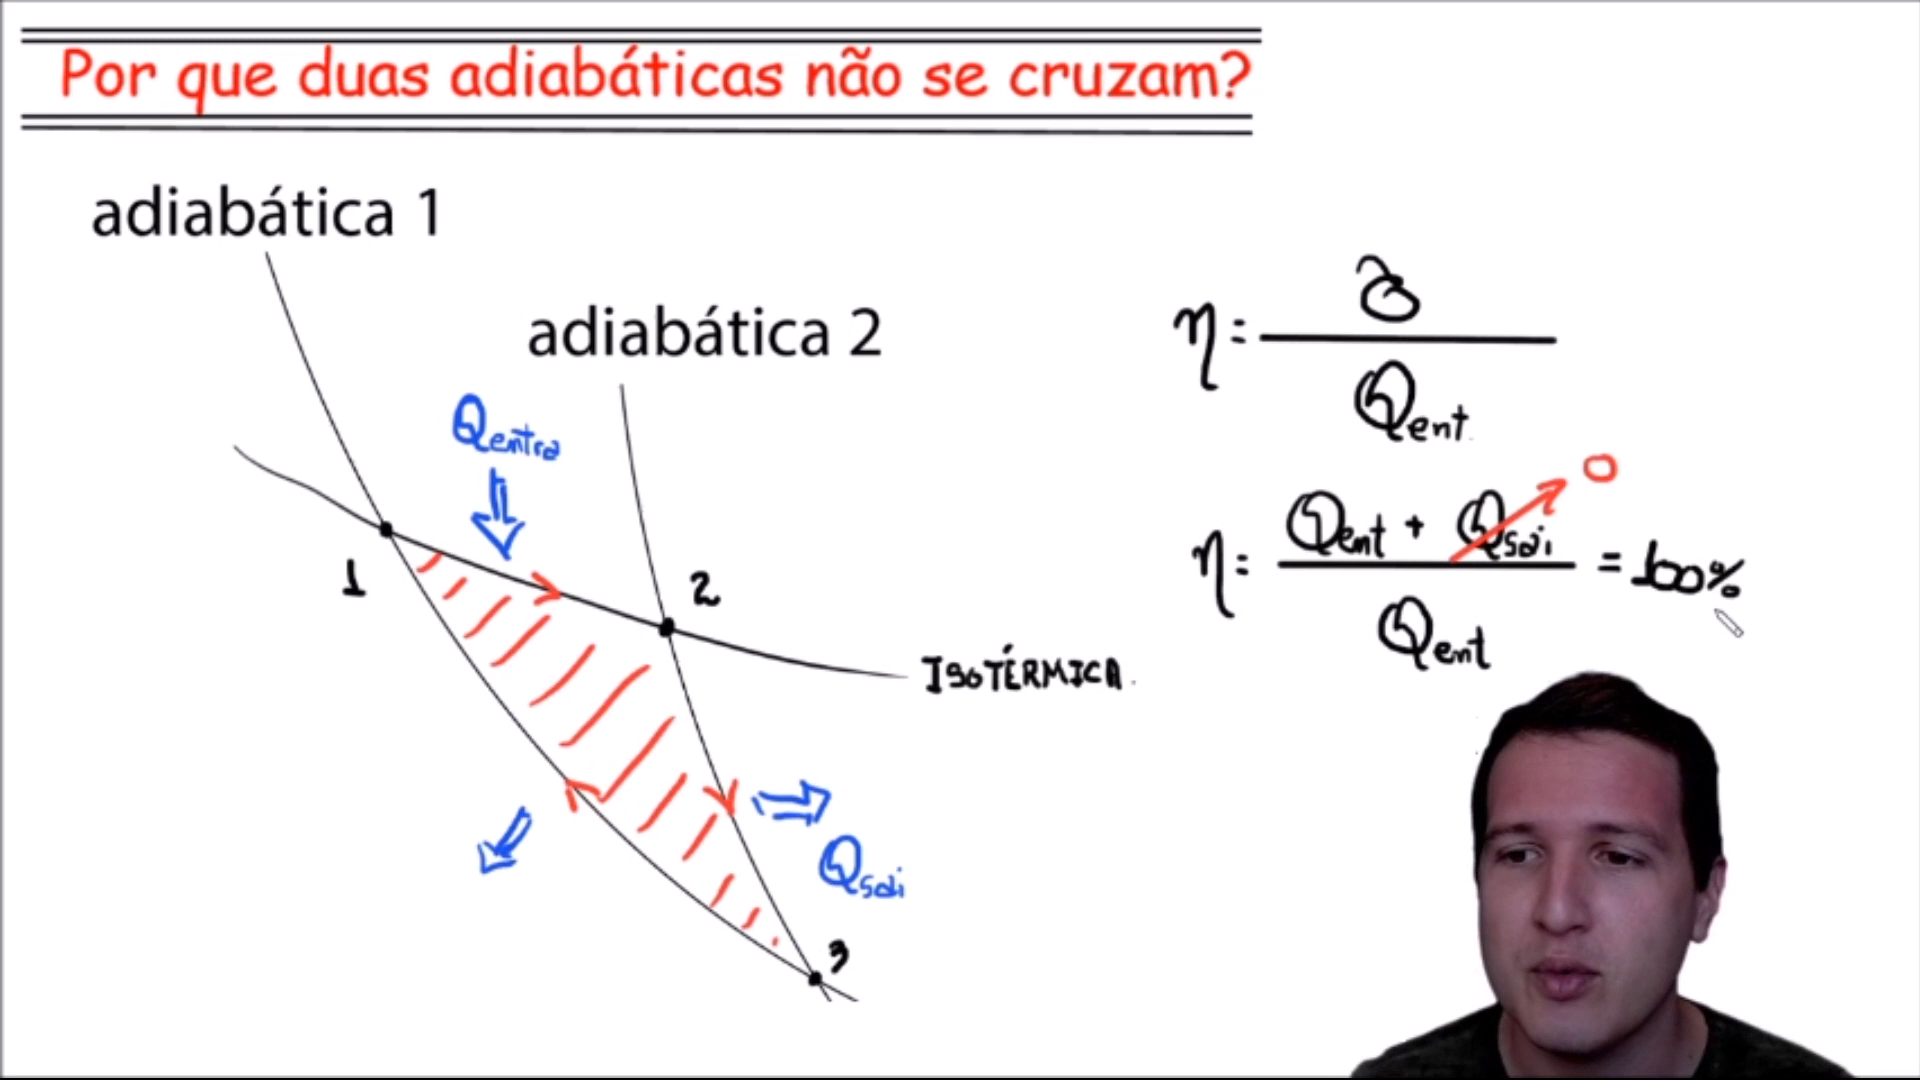 Por que duas adiabáticas não se cruzam?
adiabática 1
adiabática 2
Qentra
1
2
ISOTÉRMICA.
Qsai
3
η =
Qent.
η = Qent + Qsai = 100%
0
Qent